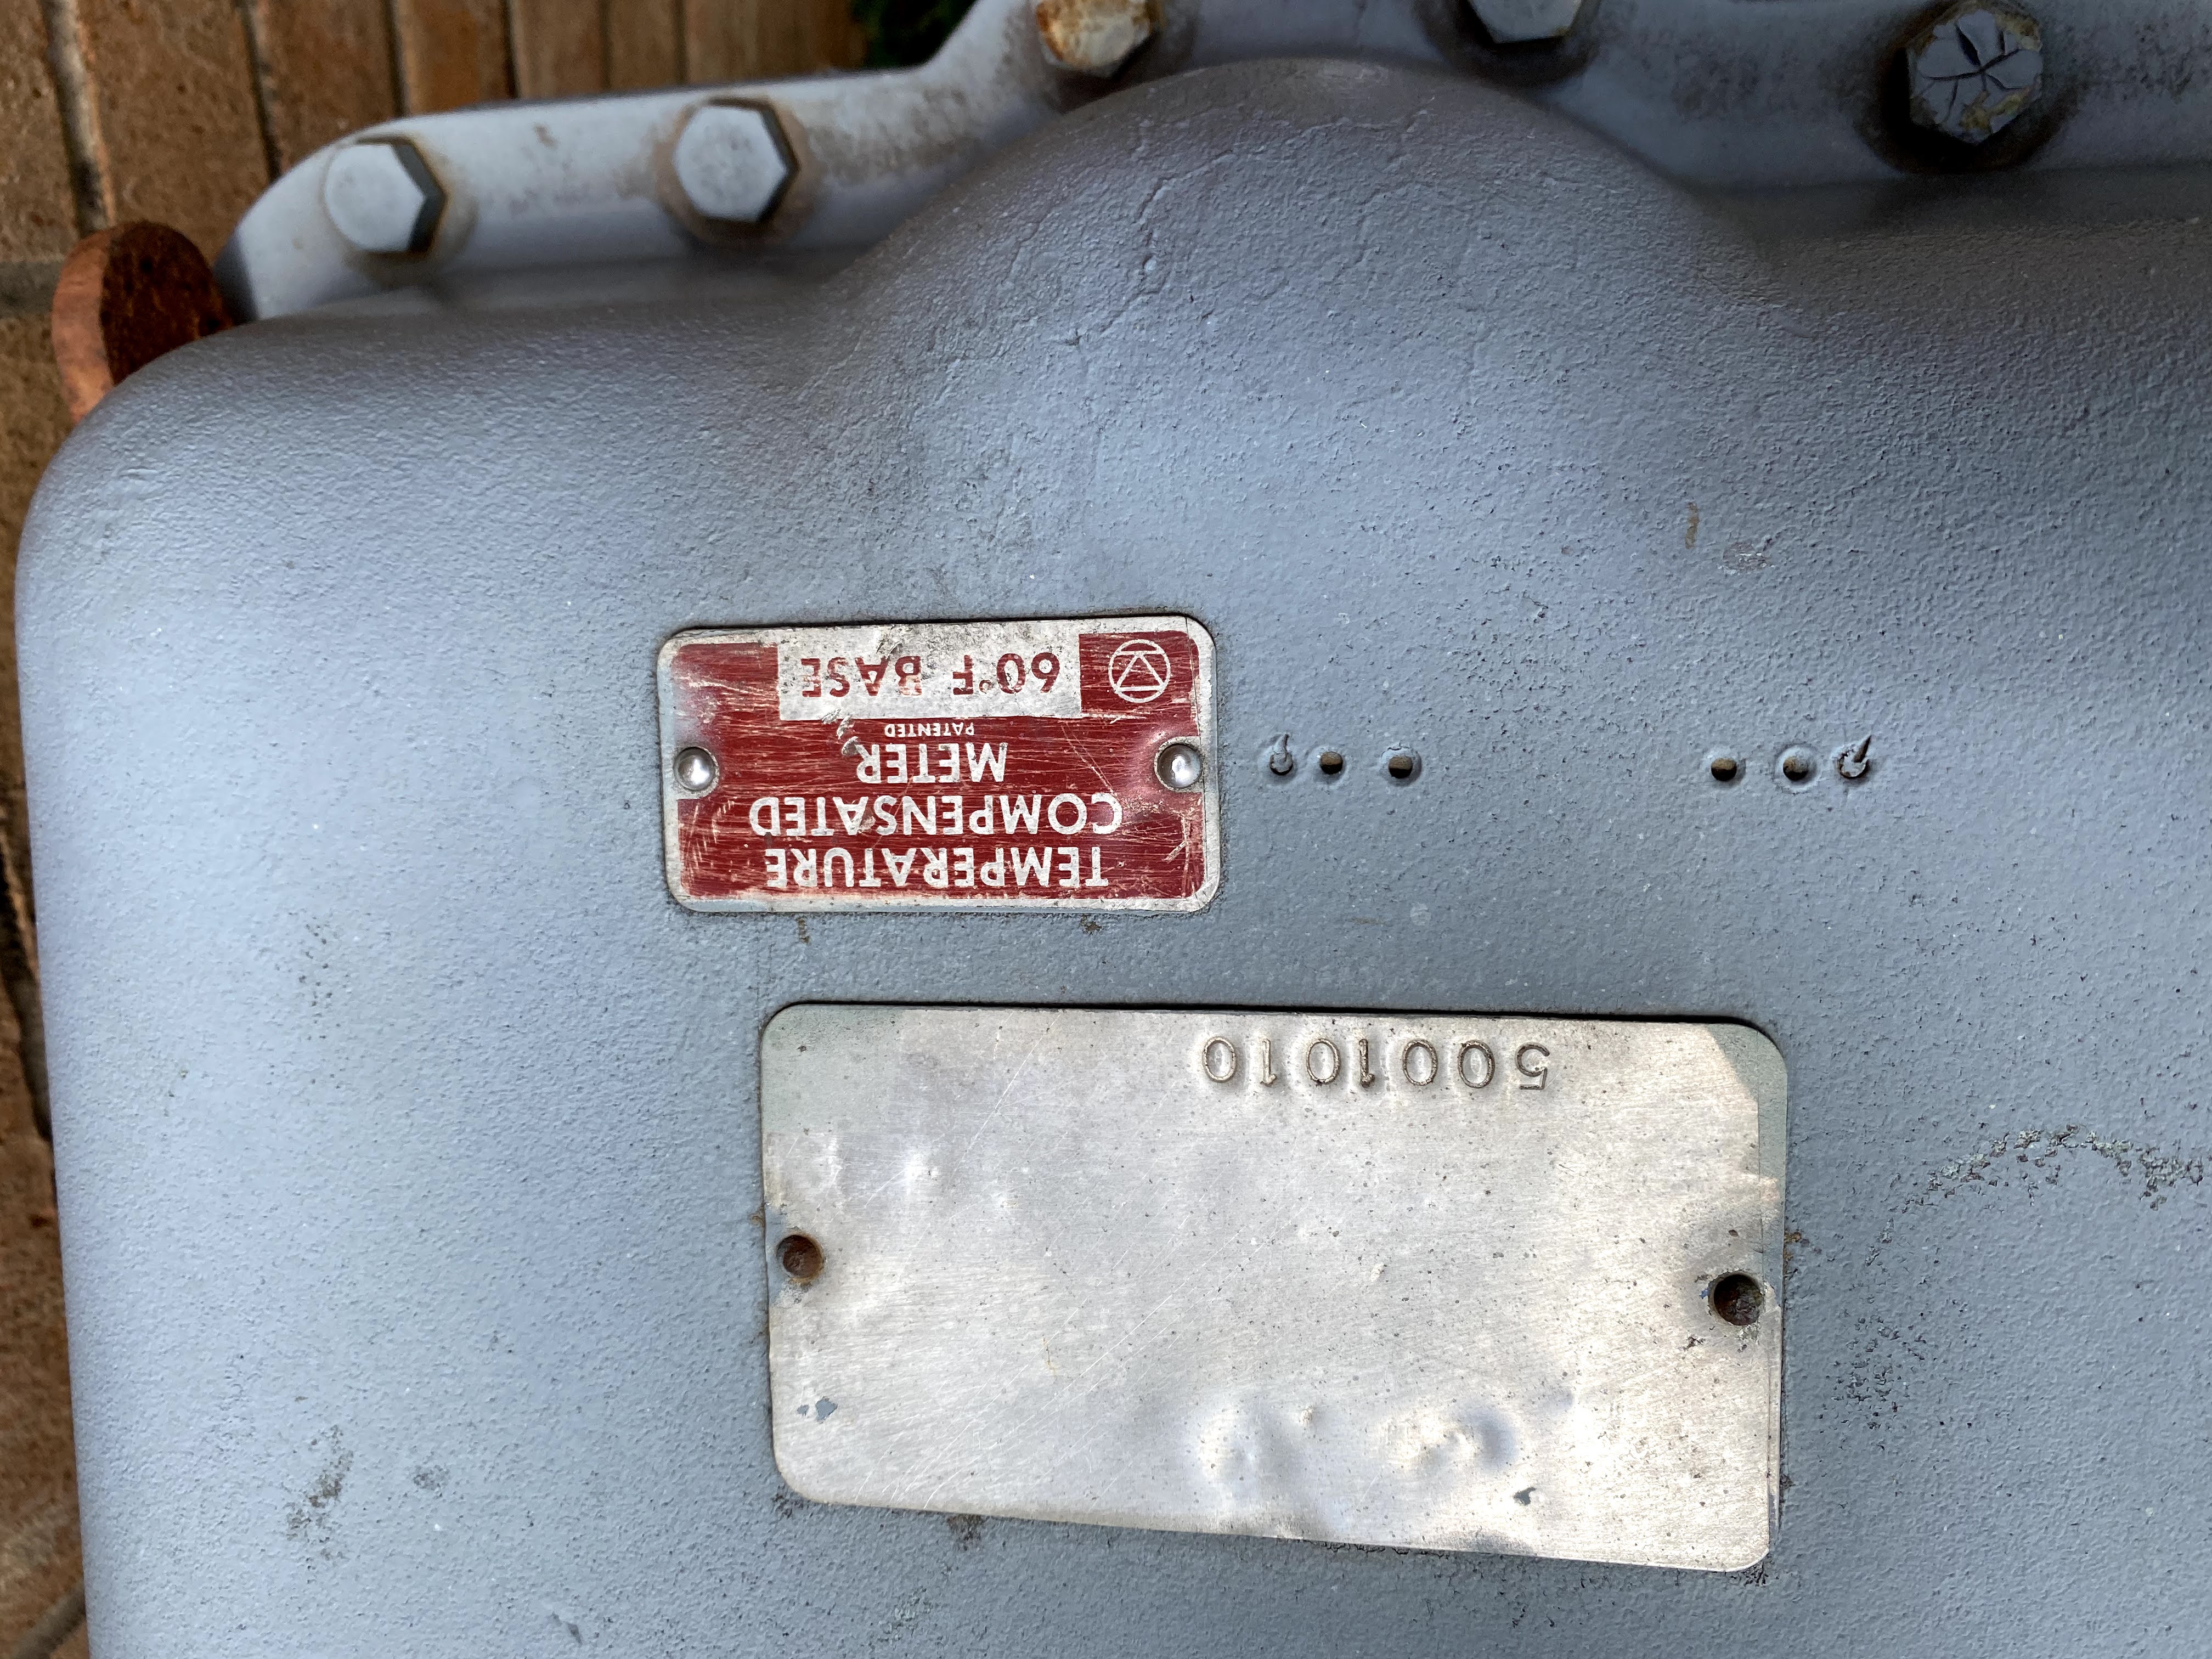 5001010
TEMPERATURE
COMPENSATED
METER
PATENTED
60°F BASE